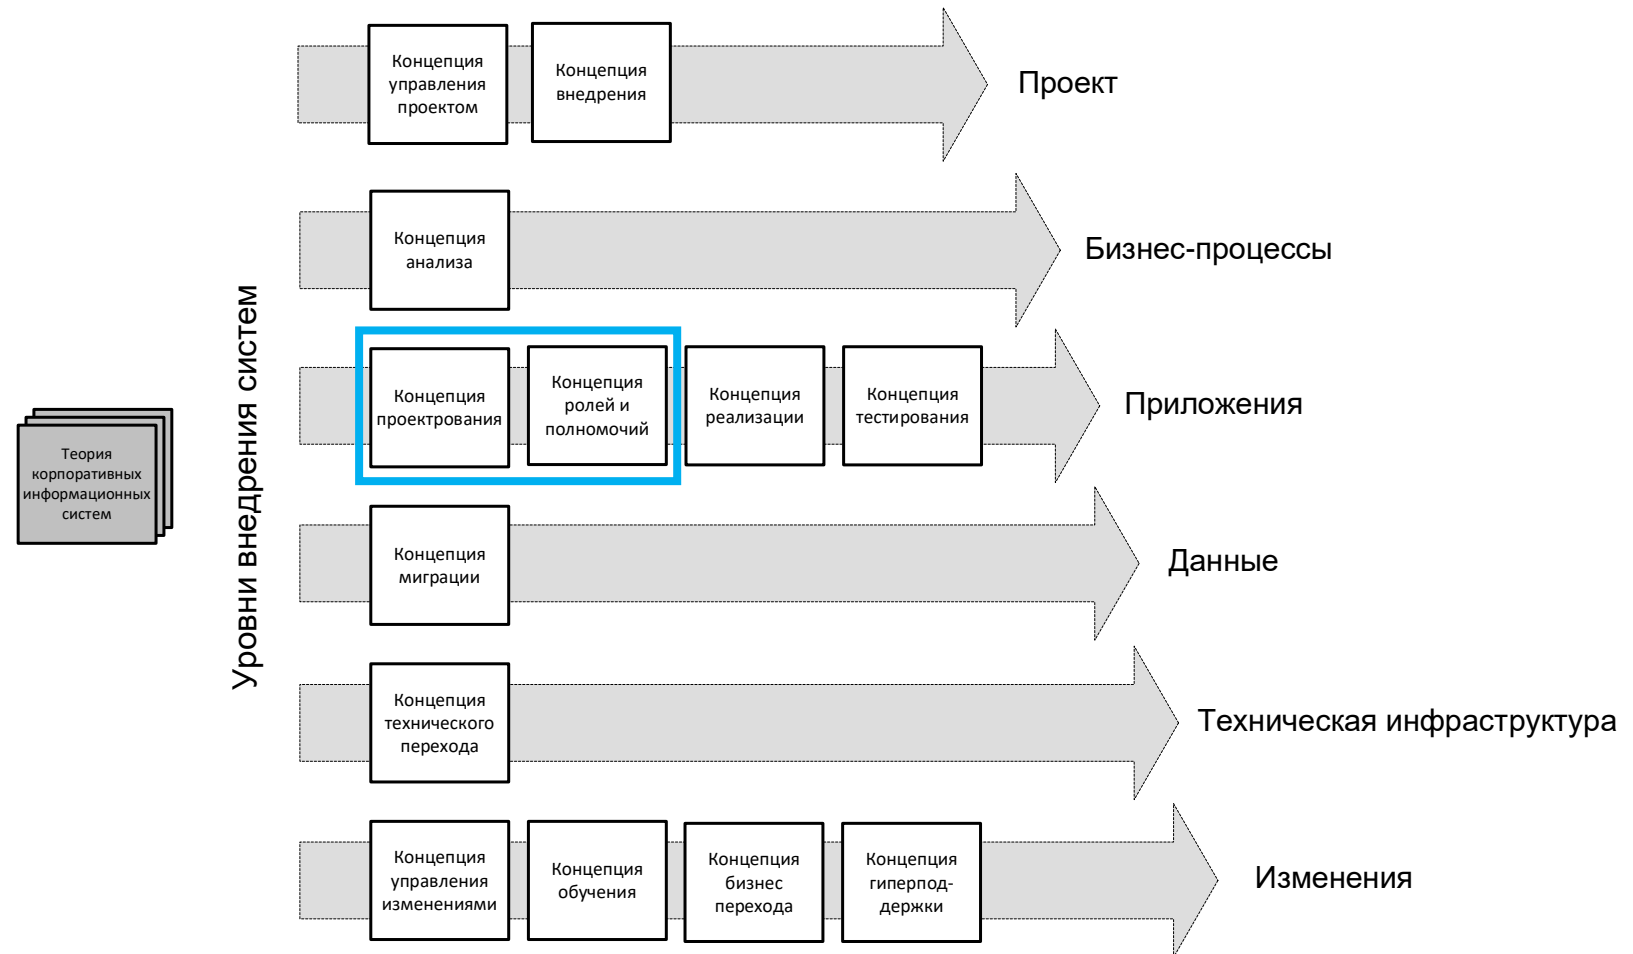 Концепция
управления
проектом
Концепция
внедрения
Проект
Концепция
анализа
Бизнес-процессы
Уровни внедрения систем
Теория
корпоративных
информационных
систем
Концепция
проектрования
Концепция
ролей и
полномочий
Концепция
реализации
Концепция
тестирования
Приложения
Концепция
миграции
Данные
Концепция
технического
перехода
Техническая инфраструктура
Концепция
управления
изменениями
Концепция
обучения
Концепция
бизнес
перехода
Концепция
гиперпод-
держки
Изменения